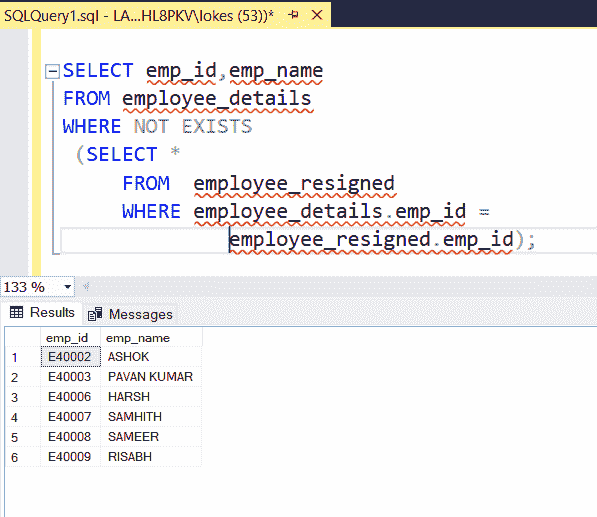 SQLQuery1.sql - LA...HL8PKV\lokes (53))*
SELECT emp_id,emp_name
FROM employee_details
WHERE NOT EXISTS
(SELECT *
FROM employee_resigned
WHERE employee_details.emp_id =
employee_resigned.emp_id);
133 %
Results Messages
emp_id emp_name
1 E40002 ASHOK
2 E40003 PAVAN KUMAR
3 E40006 HARSH
4 E40007 SAMHITH
5 E40008 SAMEER
6 E40009 RISABH